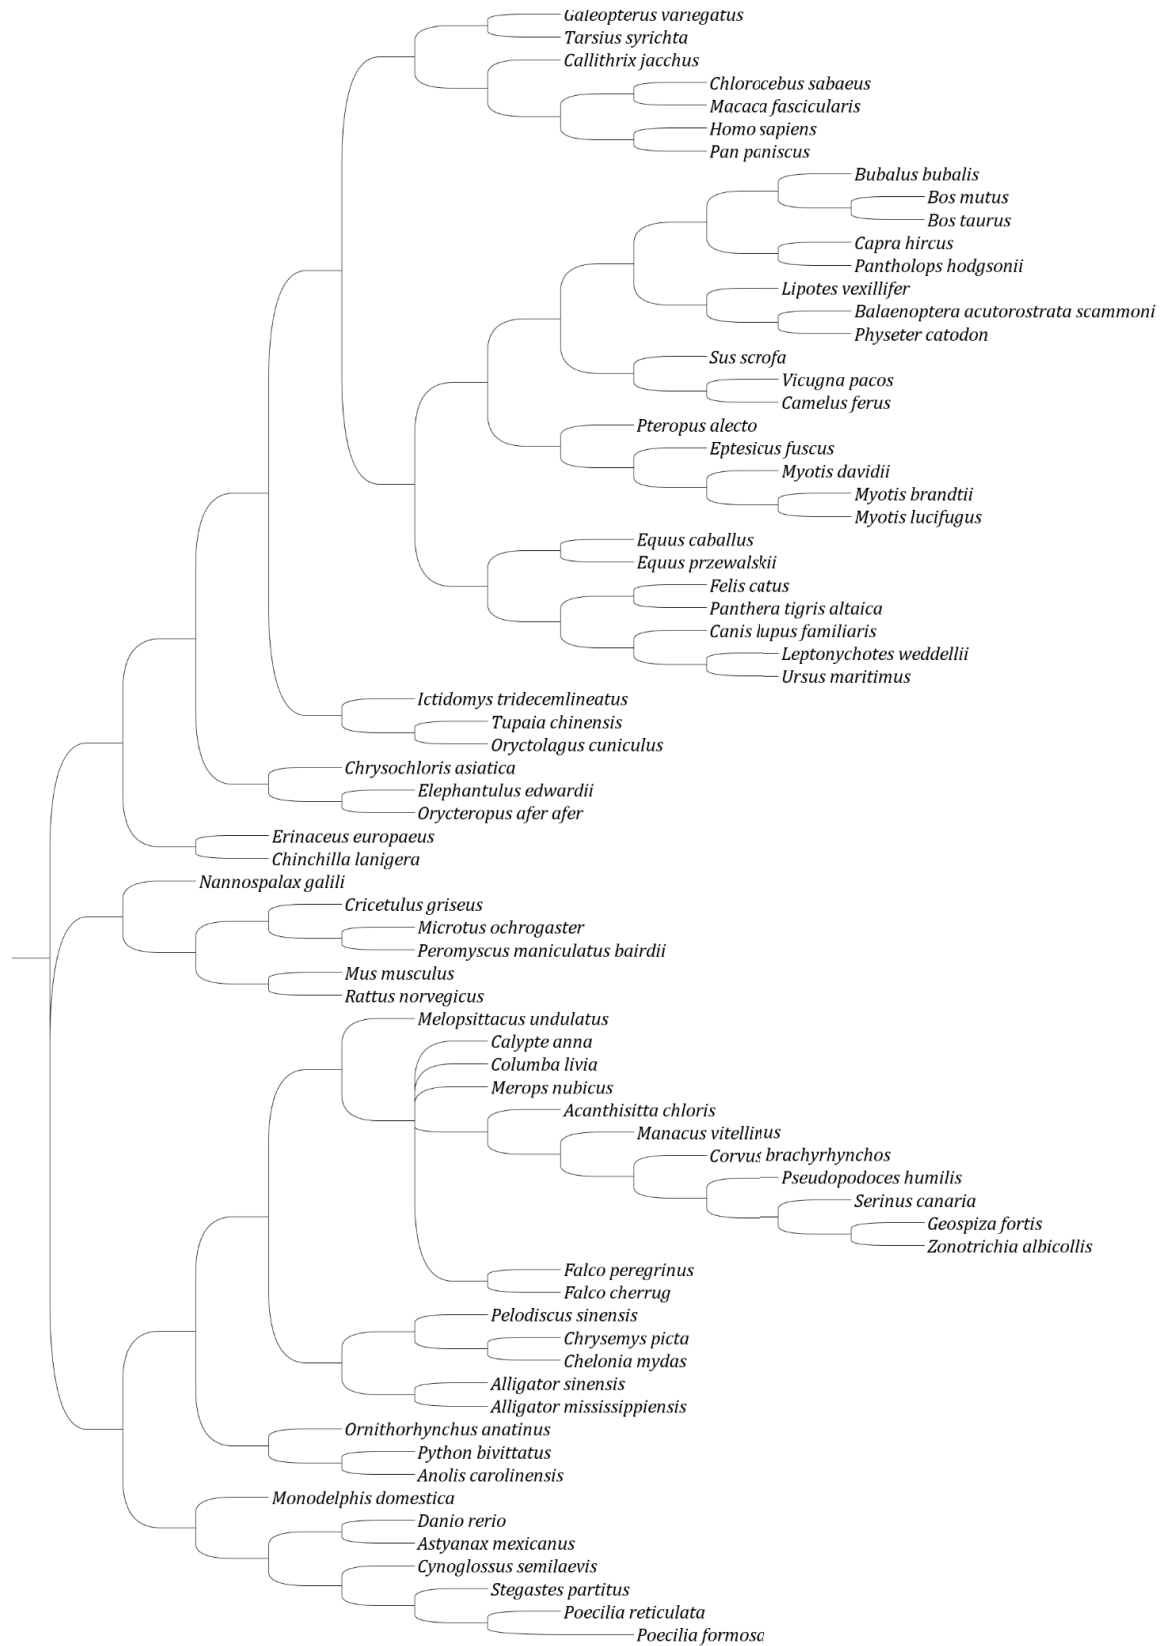 Galeopterus variegatus
Tarsius syrichta
Callithrix jacchus
Chlorocebus sabaeus
Macaca fascicularis
Homo sapiens
Pan paniscus
Bubalus bubalis
Bos mutus
Bos taurus
Capra hircus
Pantholops hodgsonii
Lipotes vexillifer
Balaenoptera acutorostrata scammoni
Physeter catodon
Sus scrofa
Vicugna pacos
Camelus ferus
Pteropus alecto
Eptesicus fuscus
Myotis davidii
Myotis brandtii
Myotis lucifugus
Equus caballus
Equus przewalskii
Felis catus
Panthera tigris altaica
Canis lupus familiaris
Leptonychotes weddellii
Ursus maritimus
Ictidomys tridecemlineatus
Tupaia chinensis
Oryctolagus cuniculus
Chrysochloris asiatica
Elephantulus edwardii
Orycteropus afer afer
Erinaceus europaeus
Chinchilla lanigera
Nannospalax galili
Cricetulus griseus
Microtus ochrogaster
Peromyscus maniculatus bairdii
Mus musculus
Rattus norvegicus
Melopsittacus undulatus
Calypte anna
Columba livia
Merops nubicus
Acanthisitta chloris
Manacus vitellinus
Corvus brachyrhynchos
Pseudopodoces humilis
Serinus canaria
Geospiza fortis
Zonotrichia albicollis
Falco peregrinus
Falco cherrug
Pelodiscus sinensis
Chrysemys picta
Chelonia mydas
Alligator sinensis
Alligator mississippiensis
Ornithorhynchus anatinus
Python bivittatus
Anolis carolinensis
Monodelphis domestica
Danio rerio
Astyanax mexicanus
Cynoglossus semilaevis
Stegastes partitus
Poecilia reticulata
Poecilia formosa